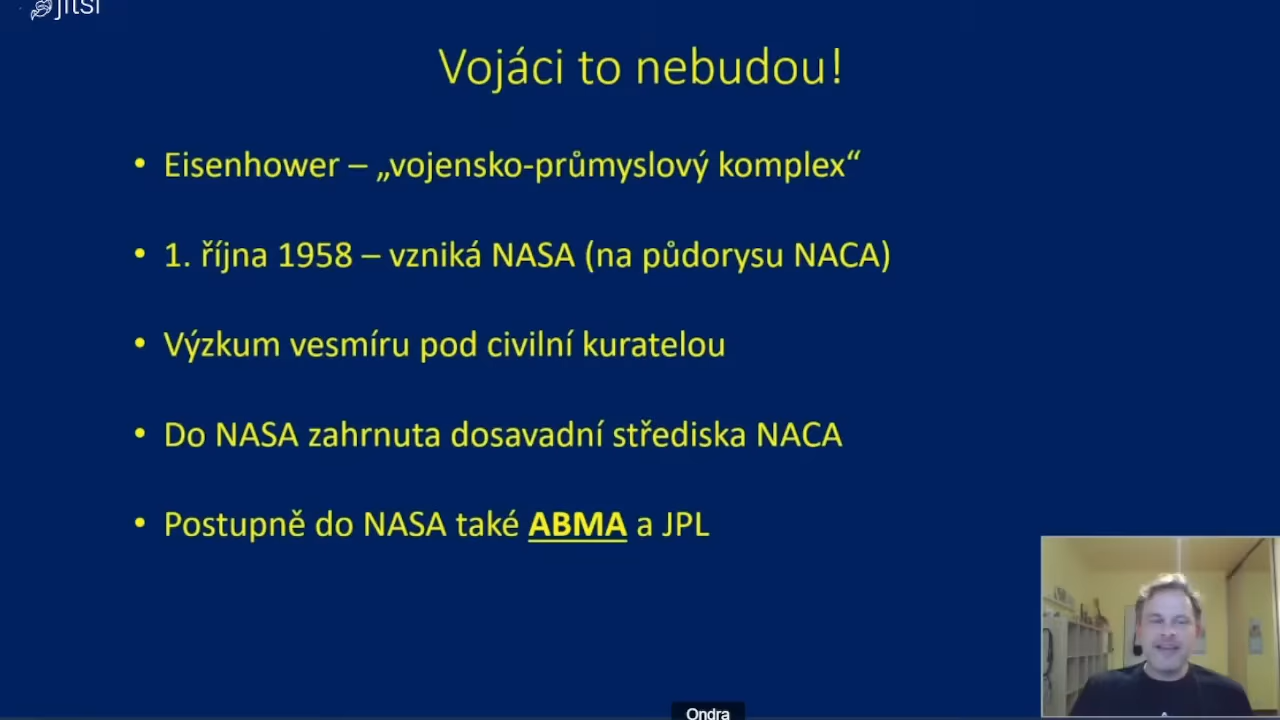 jitsi
Vojáci to nebudou!
• Eisenhower – „vojensko-průmyslový komplex“
• 1. října 1958 – vzniká NASA (na půdorysu NACA)
• Výzkum vesmíru pod civilní kuratelou
• Do NASA zahrnuta dosavadní střediska NACA
• Postupně do NASA také ABMA a JPL
Ondra